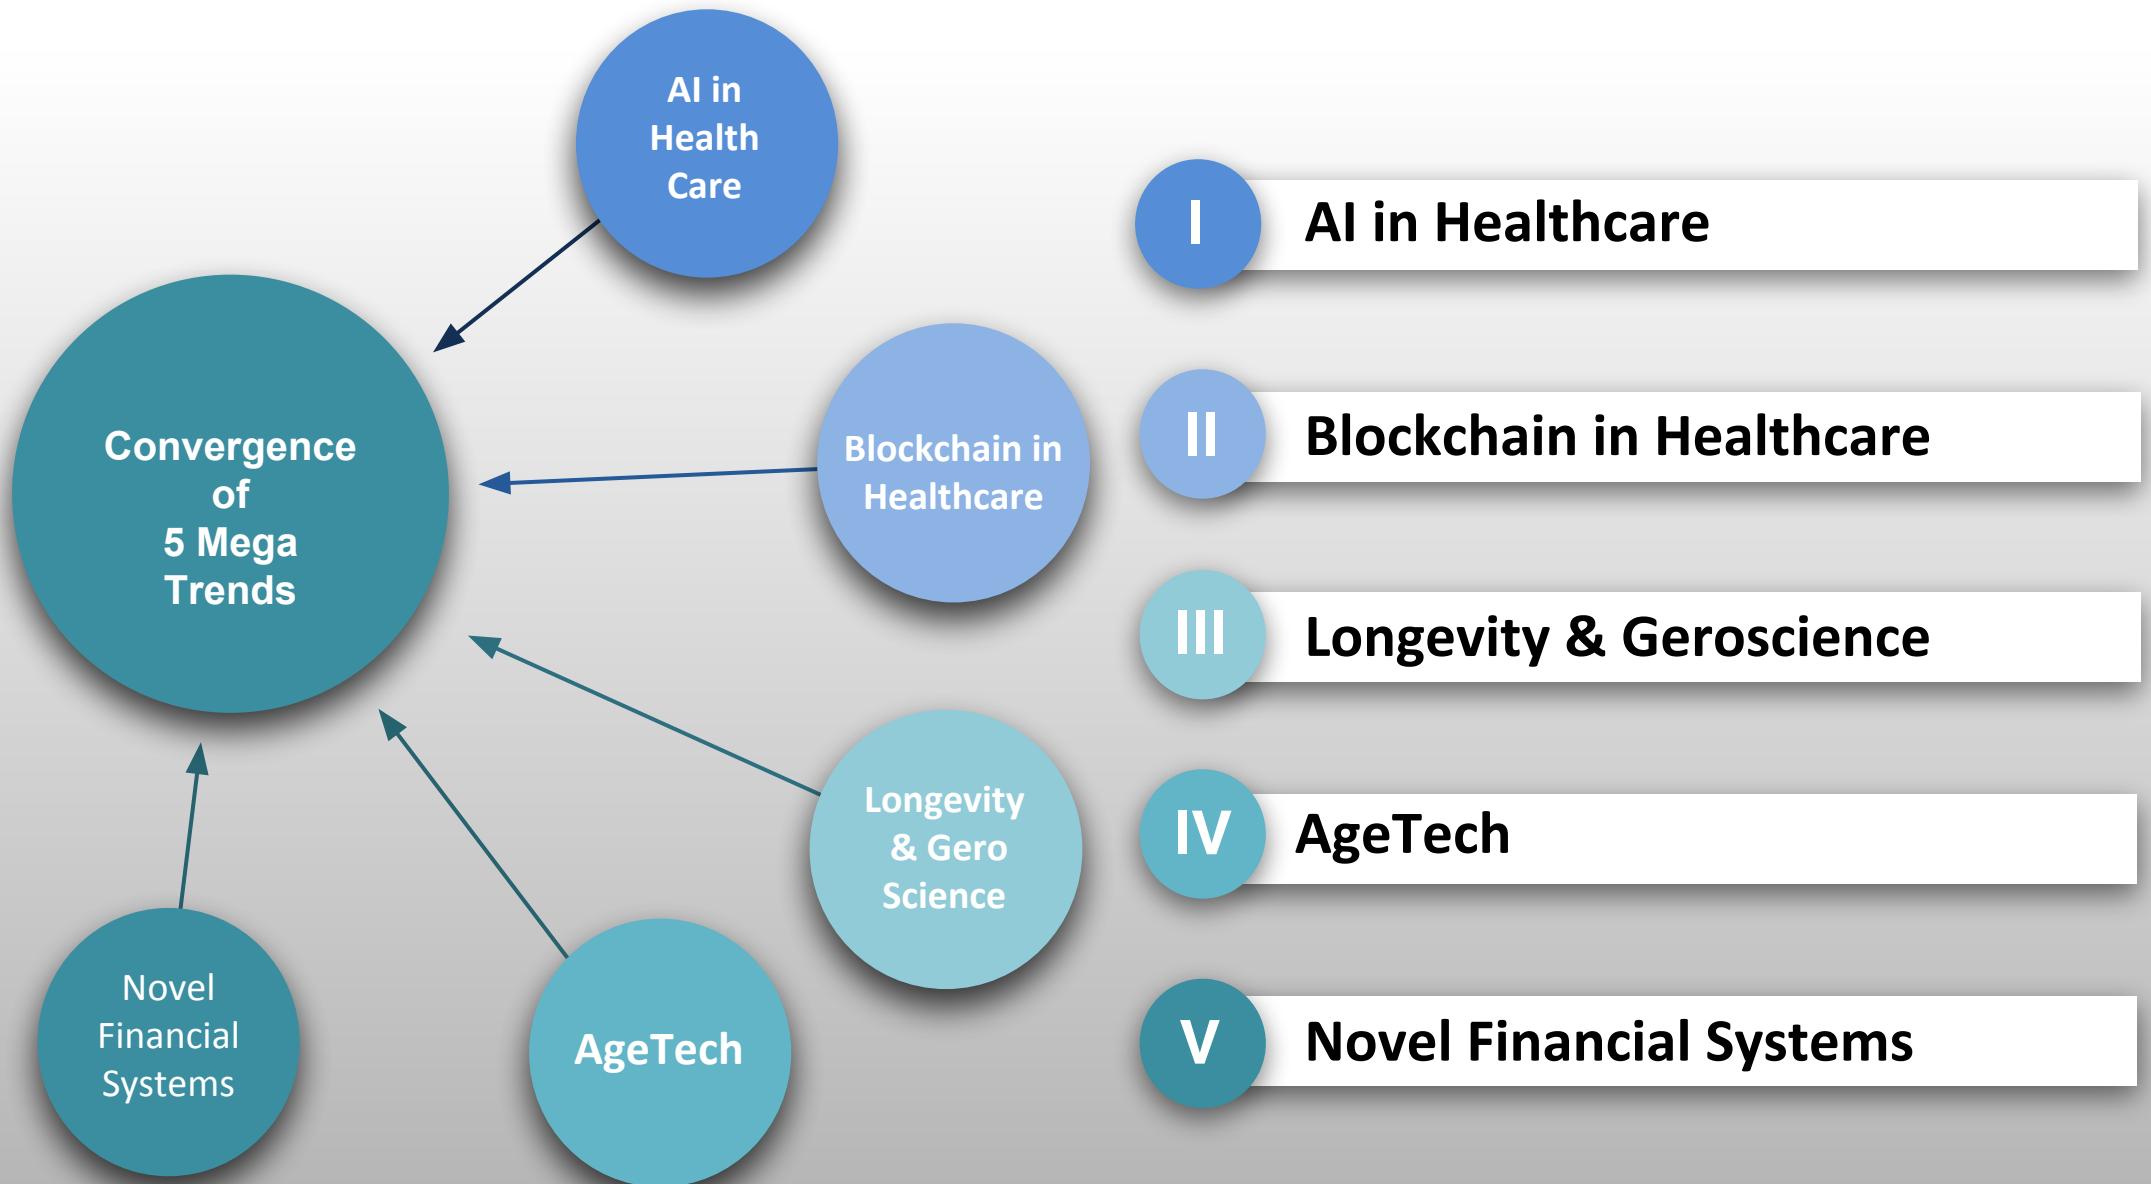 AI in
Health
Care
Convergence
of
5 Mega
Trends
Blockchain in
Healthcare
Longevity
& Gero
Science
AgeTech
Novel
Financial
Systems
I
AI in Healthcare
II
Blockchain in Healthcare
III
Longevity & Geroscience
IV
AgeTech
V
Novel Financial Systems